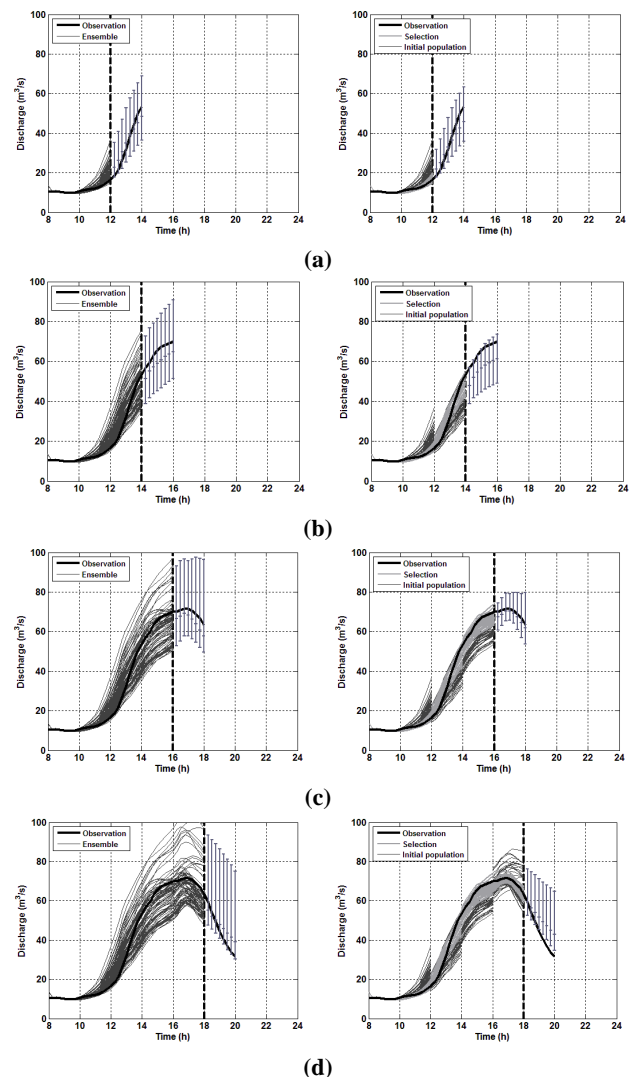 Observation
Ensemble
100
80
60
40
20
0
8 10 12 14 16 18 20 22 24
Discharge (m³/s)
Time (h)
Observation
Selection
Initial population
100
80
60
40
20
0
8 10 12 14 16 18 20 22 24
Discharge (m³/s)
Time (h)
(a)
Observation
Ensemble
100
80
60
40
20
0
8 10 12 14 16 18 20 22 24
Discharge (m³/s)
Time (h)
Observation
Selection
Initial population
100
80
60
40
20
0
8 10 12 14 16 18 20 22 24
Discharge (m³/s)
Time (h)
(b)
Observation
Ensemble
100
80
60
40
20
0
8 10 12 14 16 18 20 22 24
Discharge (m³/s)
Time (h)
Observation
Selection
Initial population
100
80
60
40
20
0
8 10 12 14 16 18 20 22 24
Discharge (m³/s)
Time (h)
(c)
Observation
Ensemble
100
80
60
40
20
0
8 10 12 14 16 18 20 22 24
Discharge (m³/s)
Time (h)
Observation
Selection
Initial population
100
80
60
40
20
0
8 10 12 14 16 18 20 22 24
Discharge (m³/s)
Time (h)
(d)